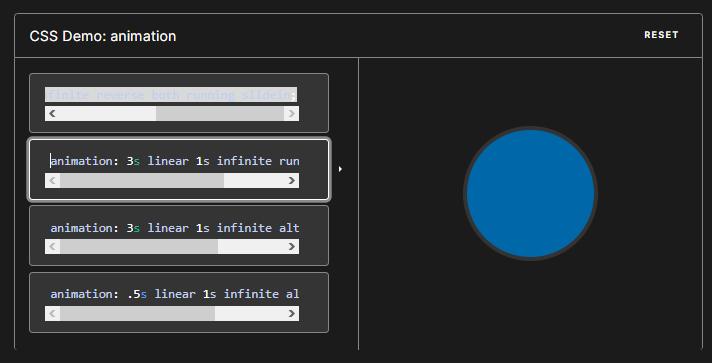 CSS Demo: animation
RESET
finite reverse both running slidein;
animation: 3s linear 1s infinite run
animation: 3s linear 1s infinite alt
animation: .5s linear 1s infinite al